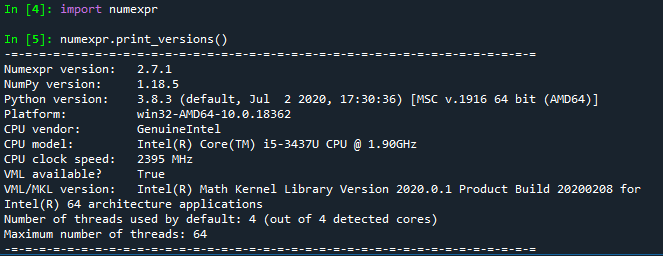 In [4]: import numexpr
In [5]: numexpr.print_versions()
-=-=-=-=-=-=-=-=-=-=-=-=-=-=-=-=-=-=-=-=-=-=-=-=-=-=-=-=-=-=-=-=-=-=-=-=-=-=-=
Numexpr version:   2.7.1
NumPy version:     1.18.5
Python version:    3.8.3 (default, Jul  2 2020, 17:30:36) [MSC v.1916 64 bit (AMD64)]
Platform:          win32-AMD64-10.0.18362
CPU vendor:        GenuineIntel
CPU model:         Intel(R) Core(TM) i5-3437U CPU @ 1.90GHz
CPU clock speed:   2395 MHz
VML available?     True
VML/MKL version:   Intel(R) Math Kernel Library Version 2020.0.1 Product Build 20200208 for
Intel(R) 64 architecture applications
Number of threads used by default: 4 (out of 4 detected cores)
Maximum number of threads: 64
-=-=-=-=-=-=-=-=-=-=-=-=-=-=-=-=-=-=-=-=-=-=-=-=-=-=-=-=-=-=-=-=-=-=-=-=-=-=-=